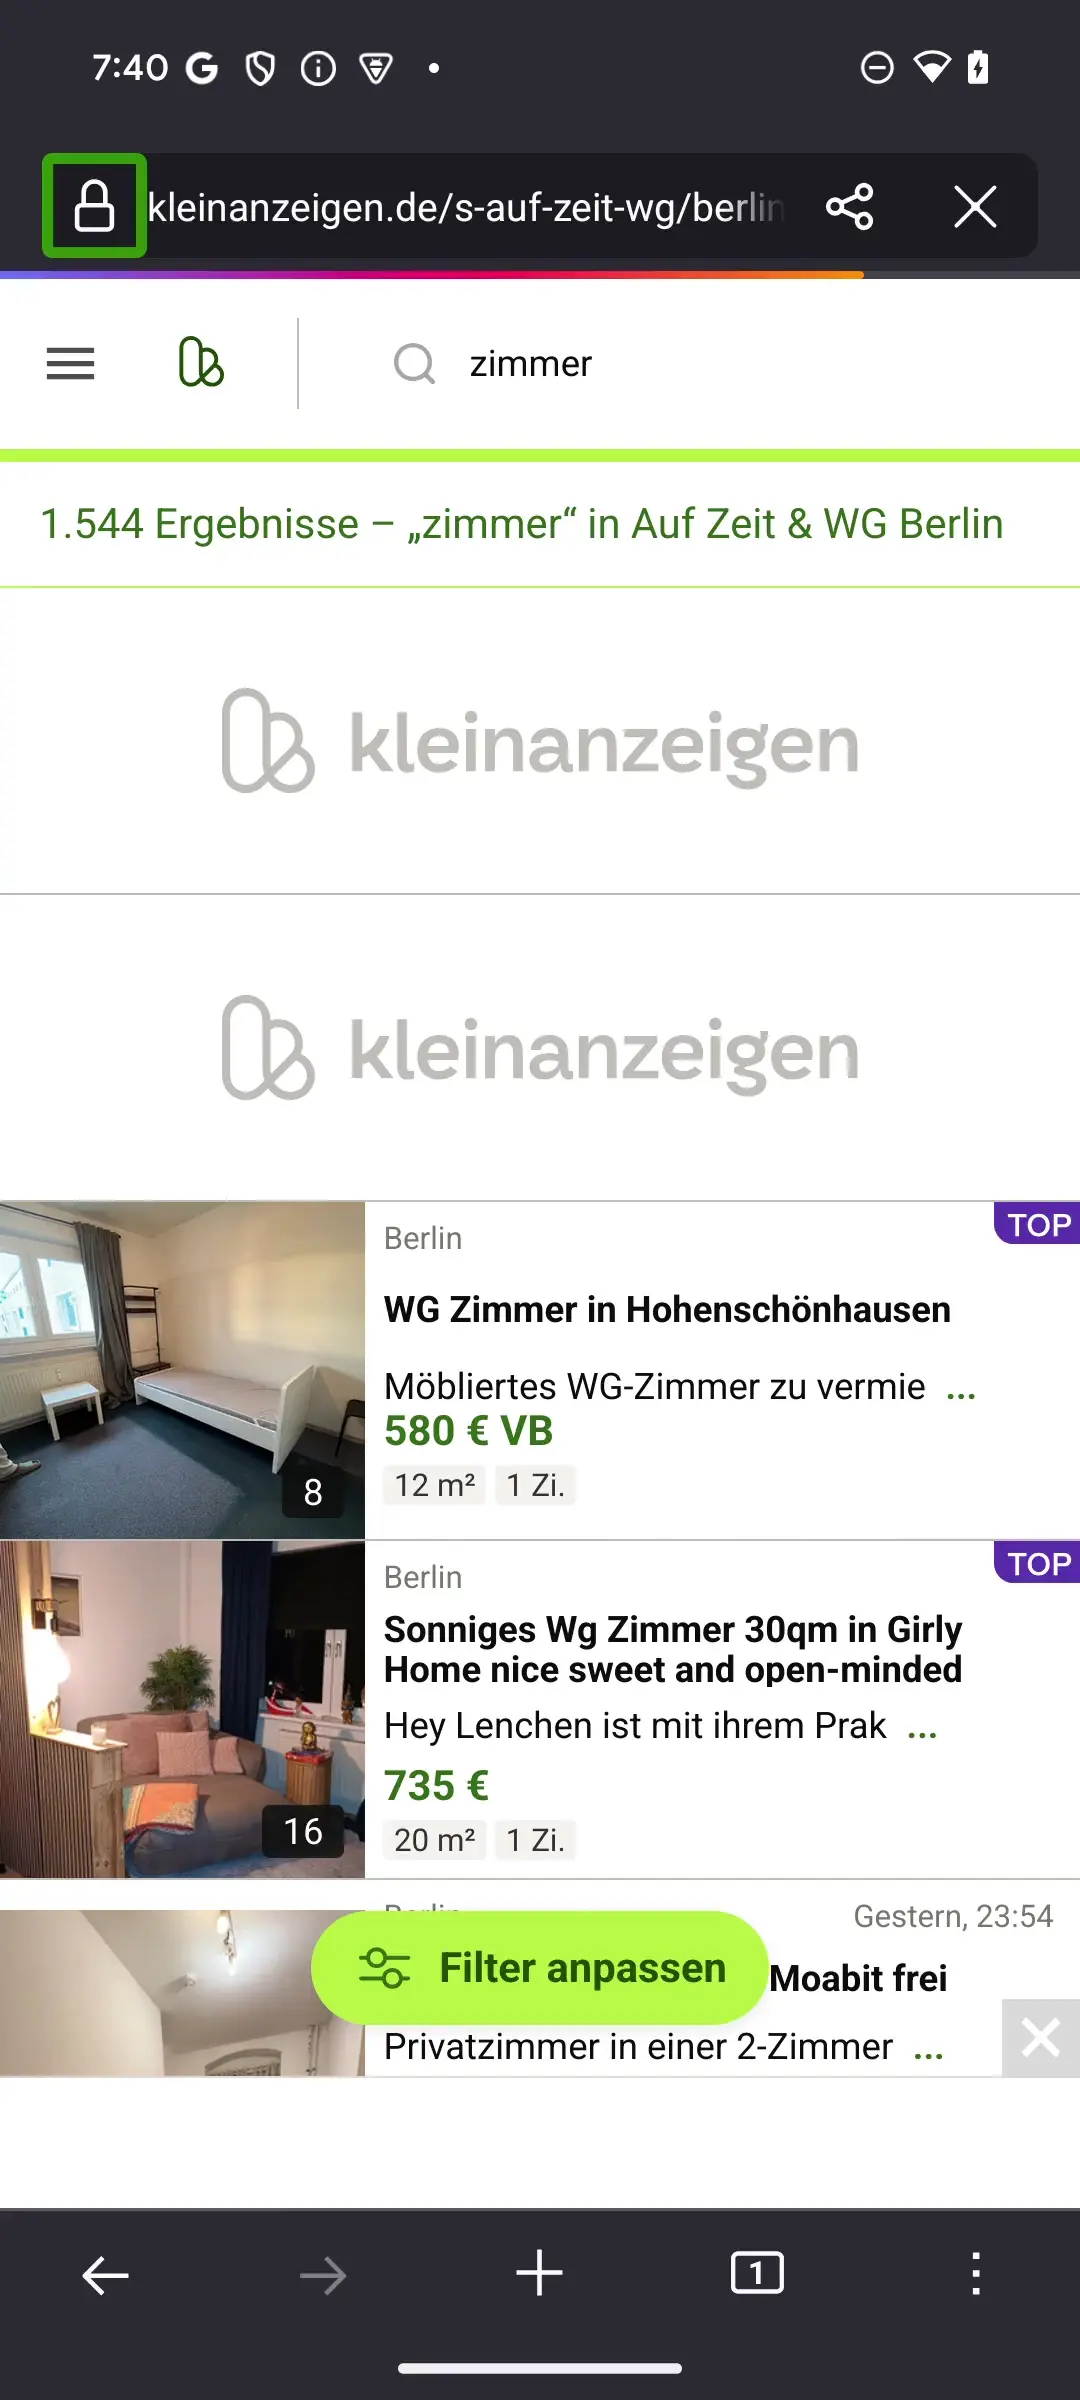 7:40
kleinanzeigen.de/s-auf-zeit-wg/berlin
zimmer
1.544 Ergebnisse – „zimmer“ in Auf Zeit & WG Berlin
kleinanzeigen
kleinanzeigen
Berlin
TOP
WG Zimmer in Hohenschönhausen
Möbliertes WG-Zimmer zu vermie ...
580 € VB
12 m² 1 Zi.
8
Berlin
TOP
Sonniges Wg Zimmer 30qm in Girly
Home nice sweet and open-minded
Hey Lenchen ist mit ihrem Prak ...
735 €
20 m² 1 Zi.
16
Gestern, 23:54
Filter anpassen
Moabit frei
Privatzimmer in einer 2-Zimmer ...
1